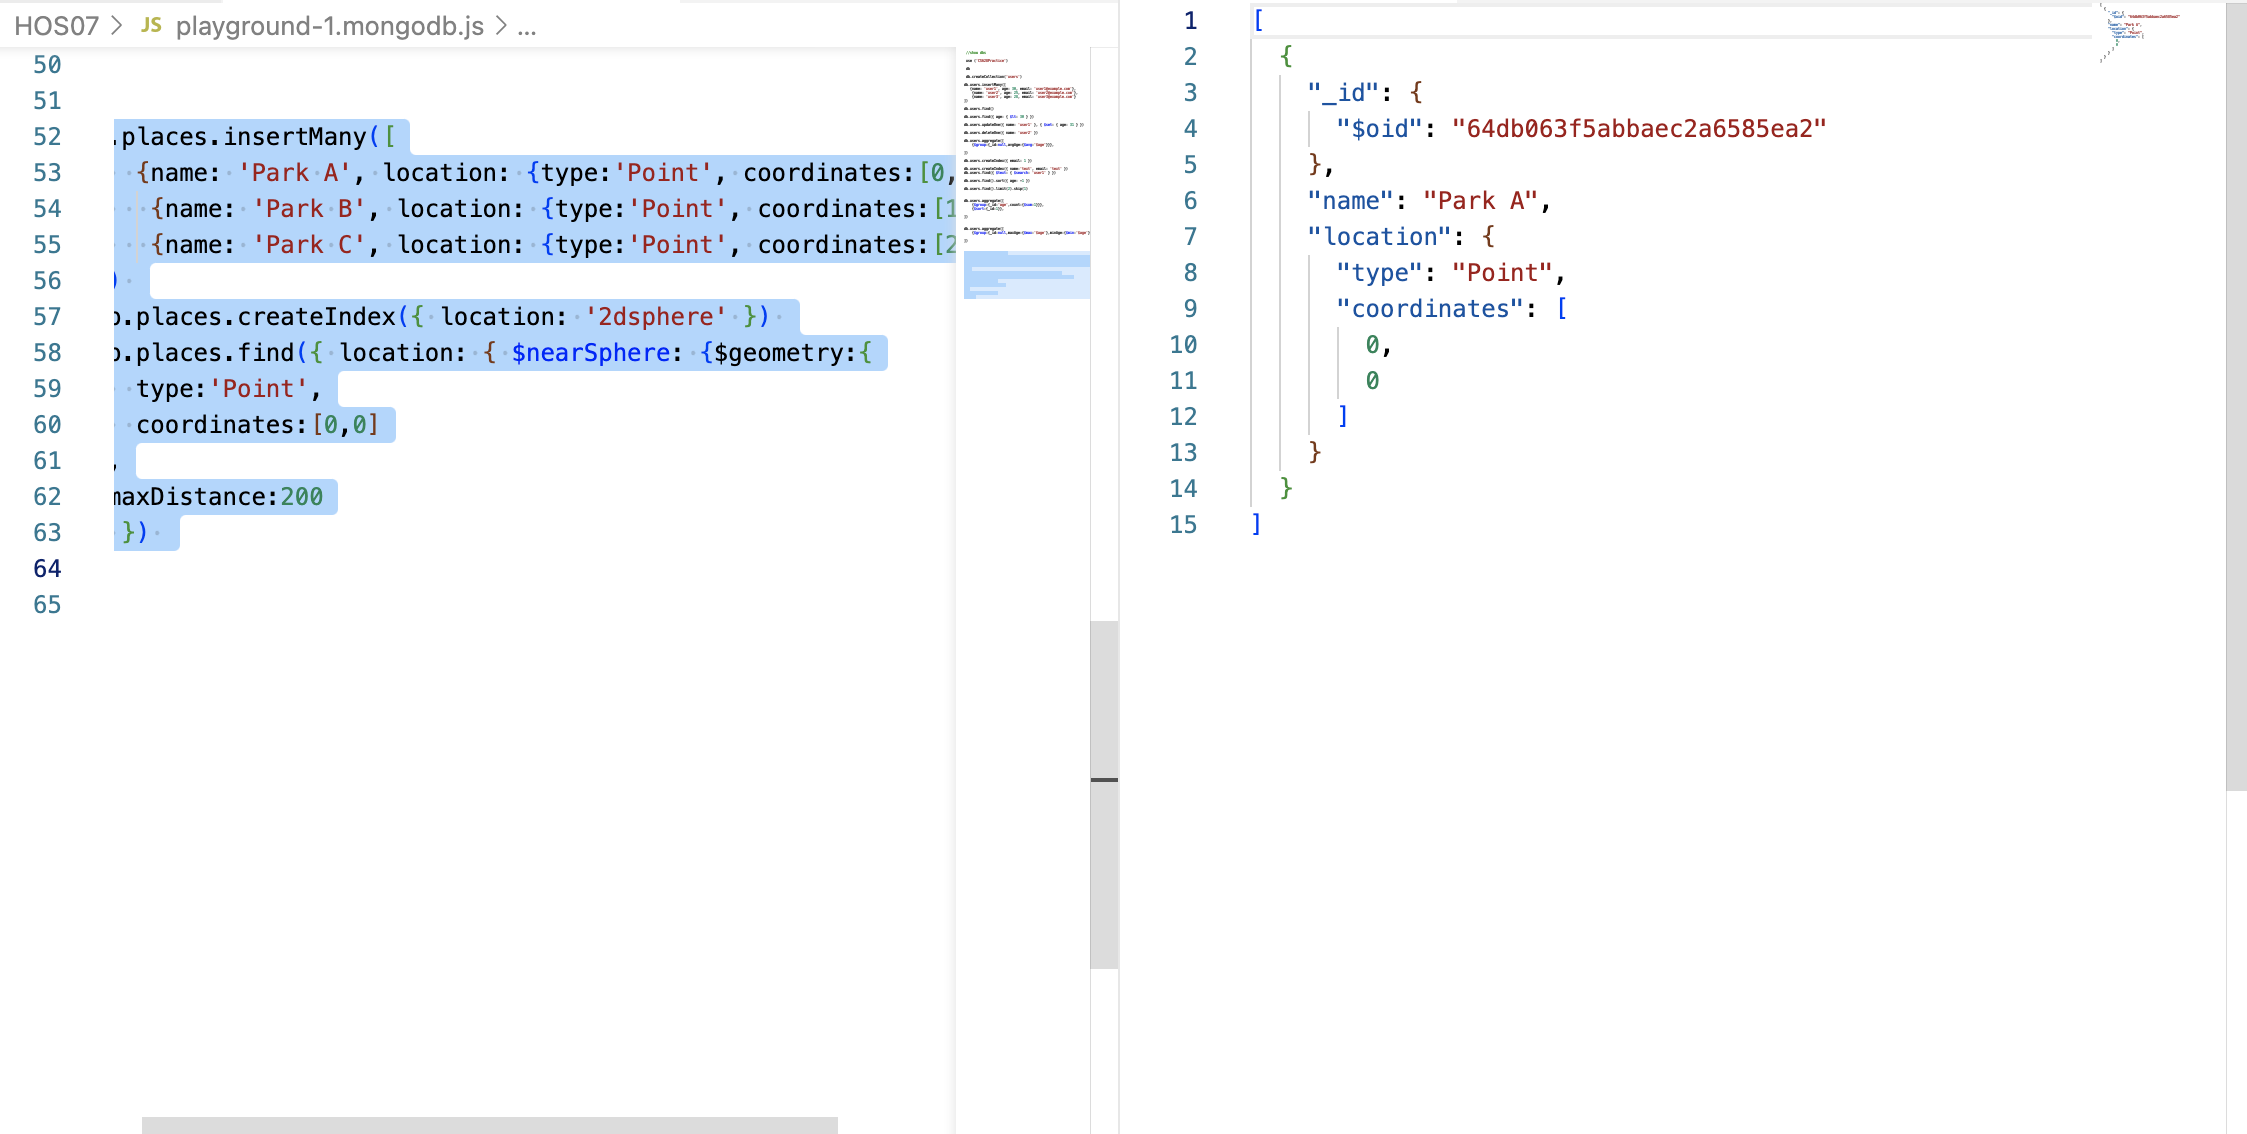 HOS07 > JS playground-1.mongodb.js > ...
50
51
52 .places.insertMany([
53 {name: 'Park A', location: {type:'Point', coordinates:[0,
54 {name: 'Park B', location: {type:'Point', coordinates:[1
55 {name: 'Park C', location: {type:'Point', coordinates:[2
56 )
57 .places.createIndex({ location: '2dsphere' })
58 .places.find({ location: { $nearSphere: {$geometry:{
59 type:'Point',
60 coordinates:[0,0]
61 ,
62 maxDistance:200
63 })
64
65
1 [
2 {
3 "_id": {
4 "$oid": "64db063f5abbaec2a6585ea2"
5 },
6 "name": "Park A",
7 "location": {
8 "type": "Point",
9 "coordinates": [
10 0,
11 0
12 ]
13 }
14 }
15 ]